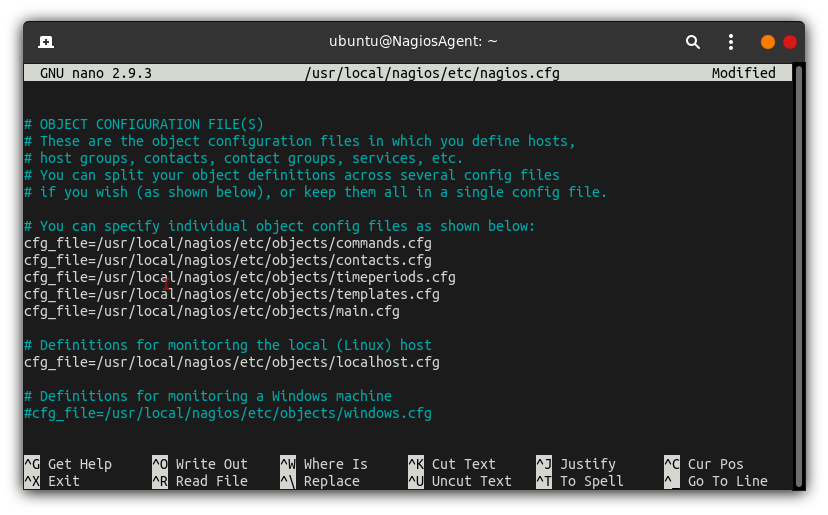 ubuntu@NagiosAgent: ~
GNU nano 2.9.3 /usr/local/nagios/etc/nagios.cfg Modified
# OBJECT CONFIGURATION FILE(S)
# These are the object configuration files in which you define hosts,
# host groups, contacts, contact groups, services, etc.
# You can split your object definitions across several config files
# if you wish (as shown below), or keep them all in a single config file.
# You can specify individual object config files as shown below:
cfg_file=/usr/local/nagios/etc/objects/commands.cfg
cfg_file=/usr/local/nagios/etc/objects/contacts.cfg
cfg_file=/usr/local/nagios/etc/objects/timeperiods.cfg
cfg_file=/usr/local/nagios/etc/objects/templates.cfg
cfg_file=/usr/local/nagios/etc/objects/main.cfg
# Definitions for monitoring the local (Linux) host
cfg_file=/usr/local/nagios/etc/objects/localhost.cfg
# Definitions for monitoring a Windows machine
#cfg_file=/usr/local/nagios/etc/objects/windows.cfg
^G Get Help ^O Write Out ^W Where Is ^K Cut Text ^J Justify ^C Cur Pos
^X Exit ^R Read File ^\ Replace ^U Uncut Text ^T To Spell ^_ Go To Line